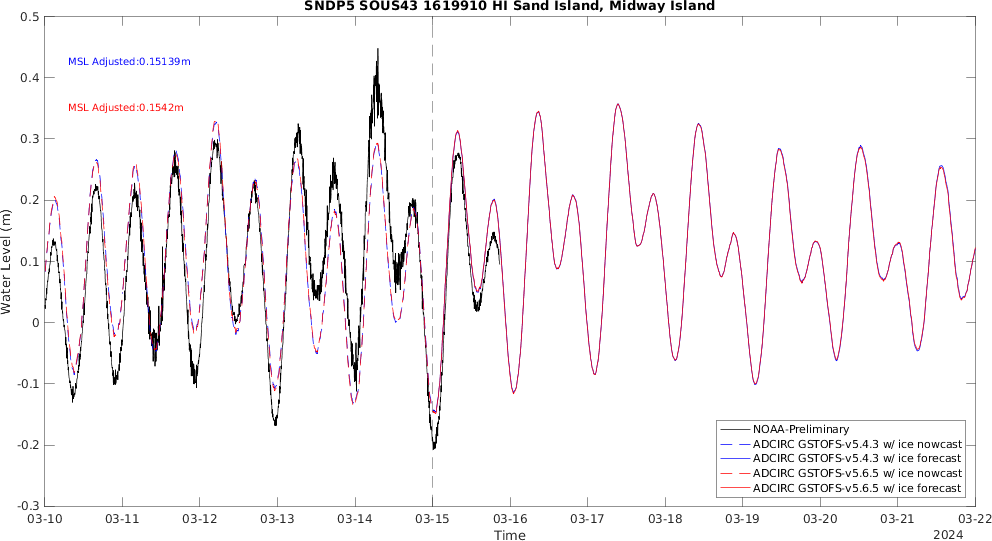 SNDP5 SOUS43 1619910 HI Sand Island, Midway Island
0.5
0.4
0.3
0.2
0.1
0
-0.1
-0.2
-0.3
Water Level (m)
MSL Adjusted:0.15139m
MSL Adjusted:0.1542m
NOAA-Preliminary
ADCIRC GSTOFS-v5.4.3 w/ ice nowcast
ADCIRC GSTOFS-v5.4.3 w/ ice forecast
ADCIRC GSTOFS-v5.6.5 w/ ice nowcast
ADCIRC GSTOFS-v5.6.5 w/ ice forecast
03-10 03-11 03-12 03-13 03-14 03-15 03-16 03-17 03-18 03-19 03-20 03-21 03-22
Time
2024